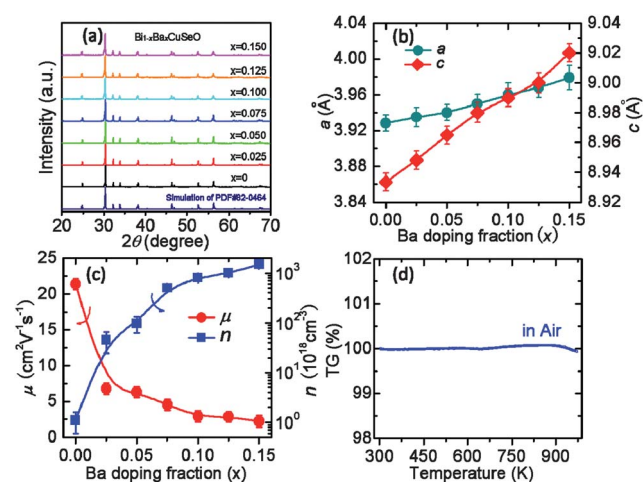 (a)
Bi₁₋ₓBaₓCuSeO
x=0.150
x=0.125
x=0.100
x=0.075
x=0.050
x=0.025
x=0
Simulation of PDF#82-0464
Intensity (a.u.)
20 30 40 50 60 70
2θ (degree)
(b)
a
c
4.04
4.00
3.96
3.92
3.88
3.84
a (Å)
9.04
9.02
9.00
8.98
8.96
8.94
8.92
c (Å)
0.00 0.05 0.10 0.15
Ba doping fraction (x)
(c)
μ
n
25
20
15
10
5
0
μ (cm²V⁻¹s⁻¹)
10³
10²
10¹
10⁰
n (10¹⁸cm⁻³)
0.00 0.05 0.10 0.15
Ba doping fraction (x)
(d)
in Air
102
101
100
99
98
TG (%)
300 450 600 750 900
Temperature (K)